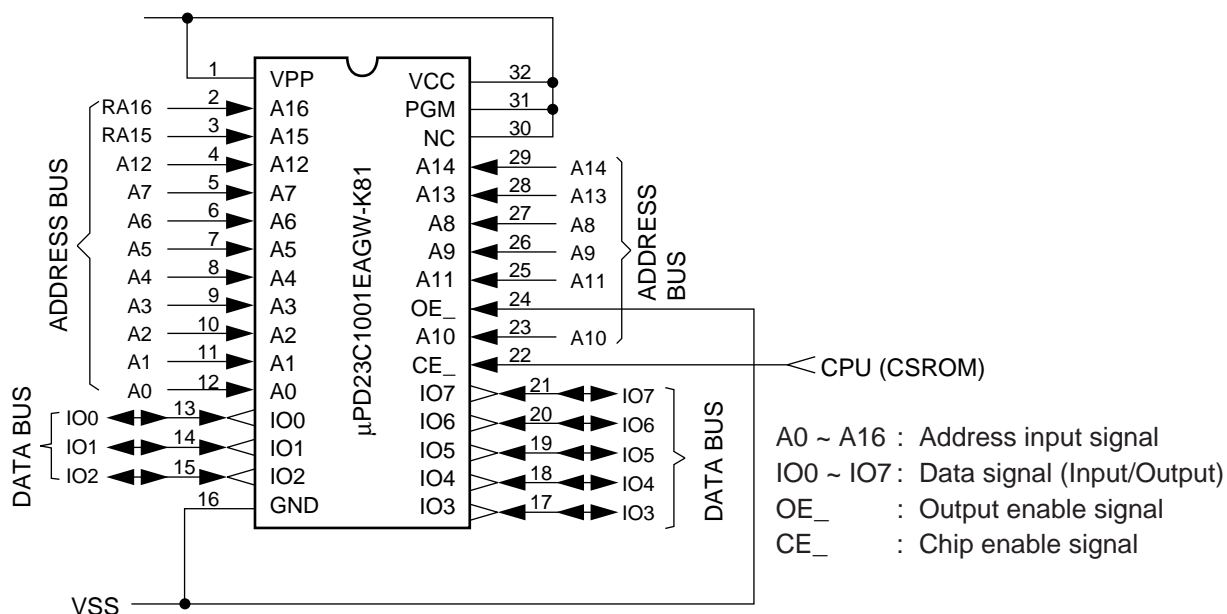 1 VPP VCC 32
RA16 2 A16 PGM 31
RA15 3 A15 NC 30
A12 4 A12 A14 29 A14
A7 5 A7 A13 28 A13
A6 6 A6 A8 27 A8
A5 7 A5 A9 26 A9
A4 8 A4 A11 25 A11
A3 9 A3 OE_ 24
A2 10 A2 A10 23 A10
A1 11 A1 CE_ 22 CPU (CSROM)
A0 12 A0 IO7 21 IO7
IO0 13 IO0 IO6 20 IO6
IO1 14 IO1 IO5 19 IO5
IO2 15 IO2 IO4 18 IO4
16 GND IO3 17 IO3
VSS
ADDRESS BUS
DATA BUS
µPD23C1001EAGW-K81
ADDRESS
BUS
DATA BUS
A0 ~ A16 : Address input signal
IO0 ~ IO7 : Data signal (Input/Output)
OE_ : Output enable signal
CE_ : Chip enable signal